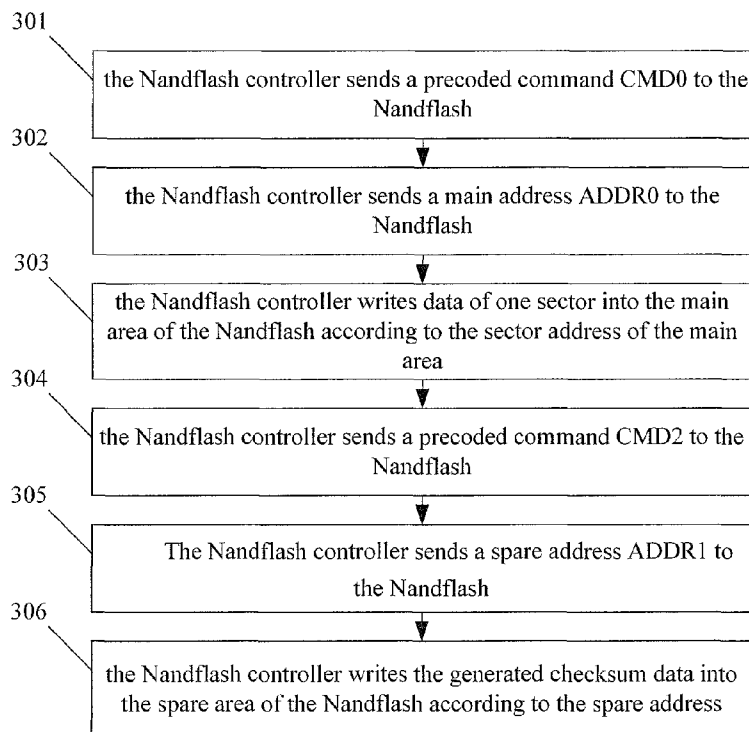 301
the Nandflash controller sends a precoded command CMD0 to the
Nandflash
302
the Nandflash controller sends a main address ADDR0 to the
Nandflash
303
the Nandflash controller writes data of one sector into the main
area of the Nandflash according to the sector address of the main
area
304
the Nandflash controller sends a precoded command CMD2 to the
Nandflash
305
The Nandflash controller sends a spare address ADDR1 to
the Nandflash
306
the Nandflash controller writes the generated checksum data into
the spare area of the Nandflash according to the spare address